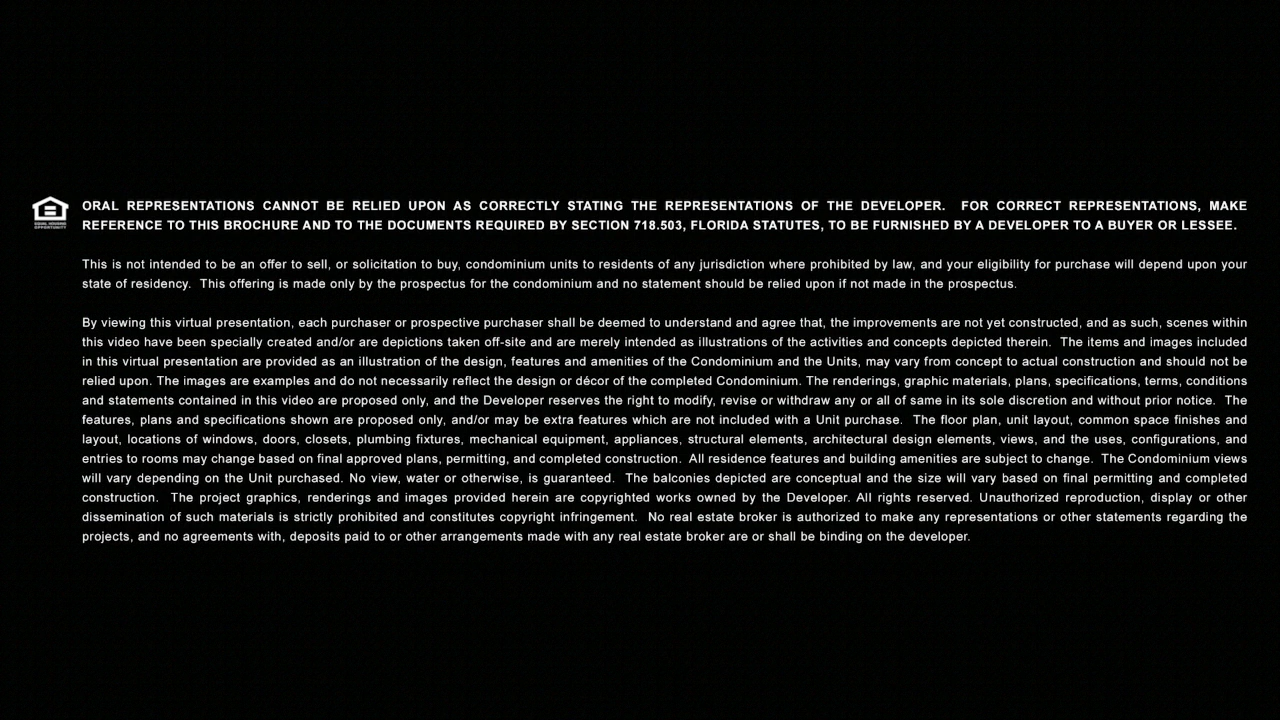 ORAL REPRESENTATIONS CANNOT BE RELIED UPON AS CORRECTLY STATING THE REPRESENTATIONS OF THE DEVELOPER. FOR CORRECT REPRESENTATIONS, MAKE
REFERENCE TO THIS BROCHURE AND TO THE DOCUMENTS REQUIRED BY SECTION 718.503, FLORIDA STATUTES, TO BE FURNISHED BY A DEVELOPER TO A BUYER OR LESSEE.
EQUAL HOUSING
OPPORTUNITY
This is not intended to be an offer to sell, or solicitation to buy, condominium units to residents of any jurisdiction where prohibited by law, and your eligibility for purchase will depend upon your
state of residency. This offering is made only by the prospectus for the condominium and no statement should be relied upon if not made in the prospectus.
By viewing this virtual presentation, each purchaser or prospective purchaser shall be deemed to understand and agree that, the improvements are not yet constructed, and as such, scenes within
this video have been specially created and/or are depictions taken off-site and are merely intended as illustrations of the activities and concepts depicted therein. The items and images included
in this virtual presentation are provided as an illustration of the design, features and amenities of the Condominium and the Units, may vary from concept to actual construction and should not be
relied upon. The images are examples and do not necessarily reflect the design or décor of the completed Condominium. The renderings, graphic materials, plans, specifications, terms, conditions
and statements contained in this video are proposed only, and the Developer reserves the right to modify, revise or withdraw any or all of same in its sole discretion and without prior notice. The
features, plans and specifications shown are proposed only, and/or may be extra features which are not included with a Unit purchase. The floor plan, unit layout, common space finishes and
layout, locations of windows, doors, closets, plumbing fixtures, mechanical equipment, appliances, structural elements, architectural design elements, views, and the uses, configurations, and
entries to rooms may change based on final approved plans, permitting, and completed construction. All residence features and building amenities are subject to change. The Condominium views
will vary depending on the Unit purchased. No view, water or otherwise, is guaranteed. The balconies depicted are conceptual and the size will vary based on final permitting and completed
construction. The project graphics, renderings and images provided herein are copyrighted works owned by the Developer. All rights reserved. Unauthorized reproduction, display or other
dissemination of such materials is strictly prohibited and constitutes copyright infringement. No real estate broker is authorized to make any representations or other statements regarding the
projects, and no agreements with, deposits paid to or other arrangements made with any real estate broker are or shall be binding on the developer.